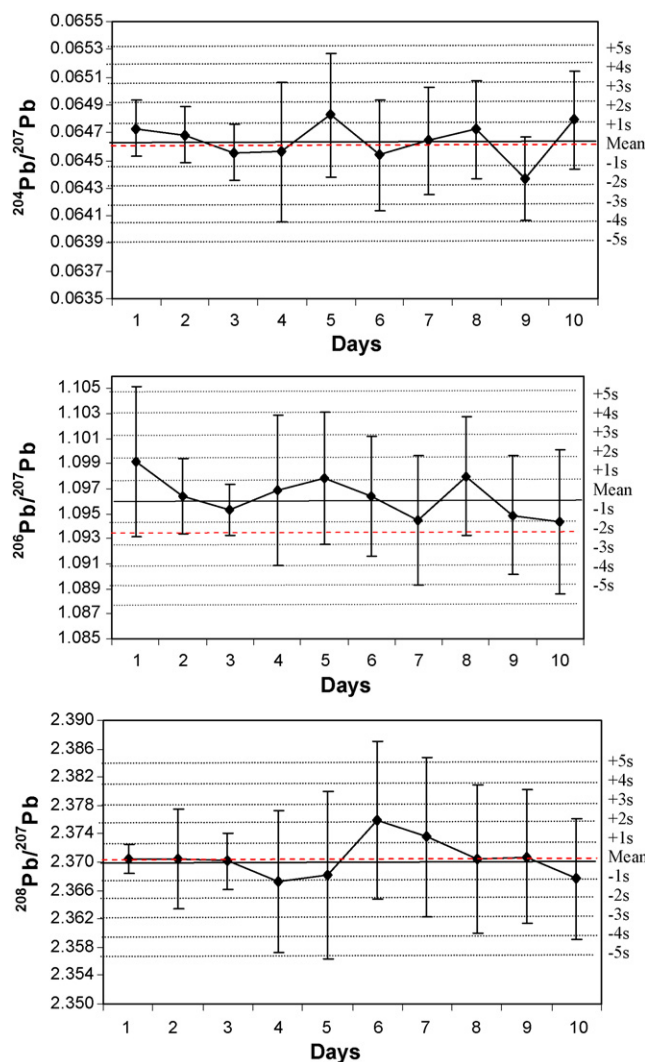 ²⁰⁴Pb/²⁰⁷Pb
0.0655
0.0653
0.0651
0.0649
0.0647
0.0645
0.0643
0.0641
0.0639
0.0637
0.0635
+5s
+4s
+3s
+2s
+1s
Mean
-1s
-2s
-3s
-4s
-5s
1 2 3 4 5 6 7 8 9 10
Days
²⁰⁶Pb/²⁰⁷Pb
1.105
1.103
1.101
1.099
1.097
1.095
1.093
1.091
1.089
1.087
1.085
+5s
+4s
+3s
+2s
+1s
Mean
-1s
-2s
-3s
-4s
-5s
1 2 3 4 5 6 7 8 9 10
Days
²⁰⁸Pb/²⁰⁷Pb
2.390
2.386
2.382
2.378
2.374
2.370
2.366
2.362
2.358
2.354
2.350
+5s
+4s
+3s
+2s
+1s
Mean
-1s
-2s
-3s
-4s
-5s
1 2 3 4 5 6 7 8 9 10
Days